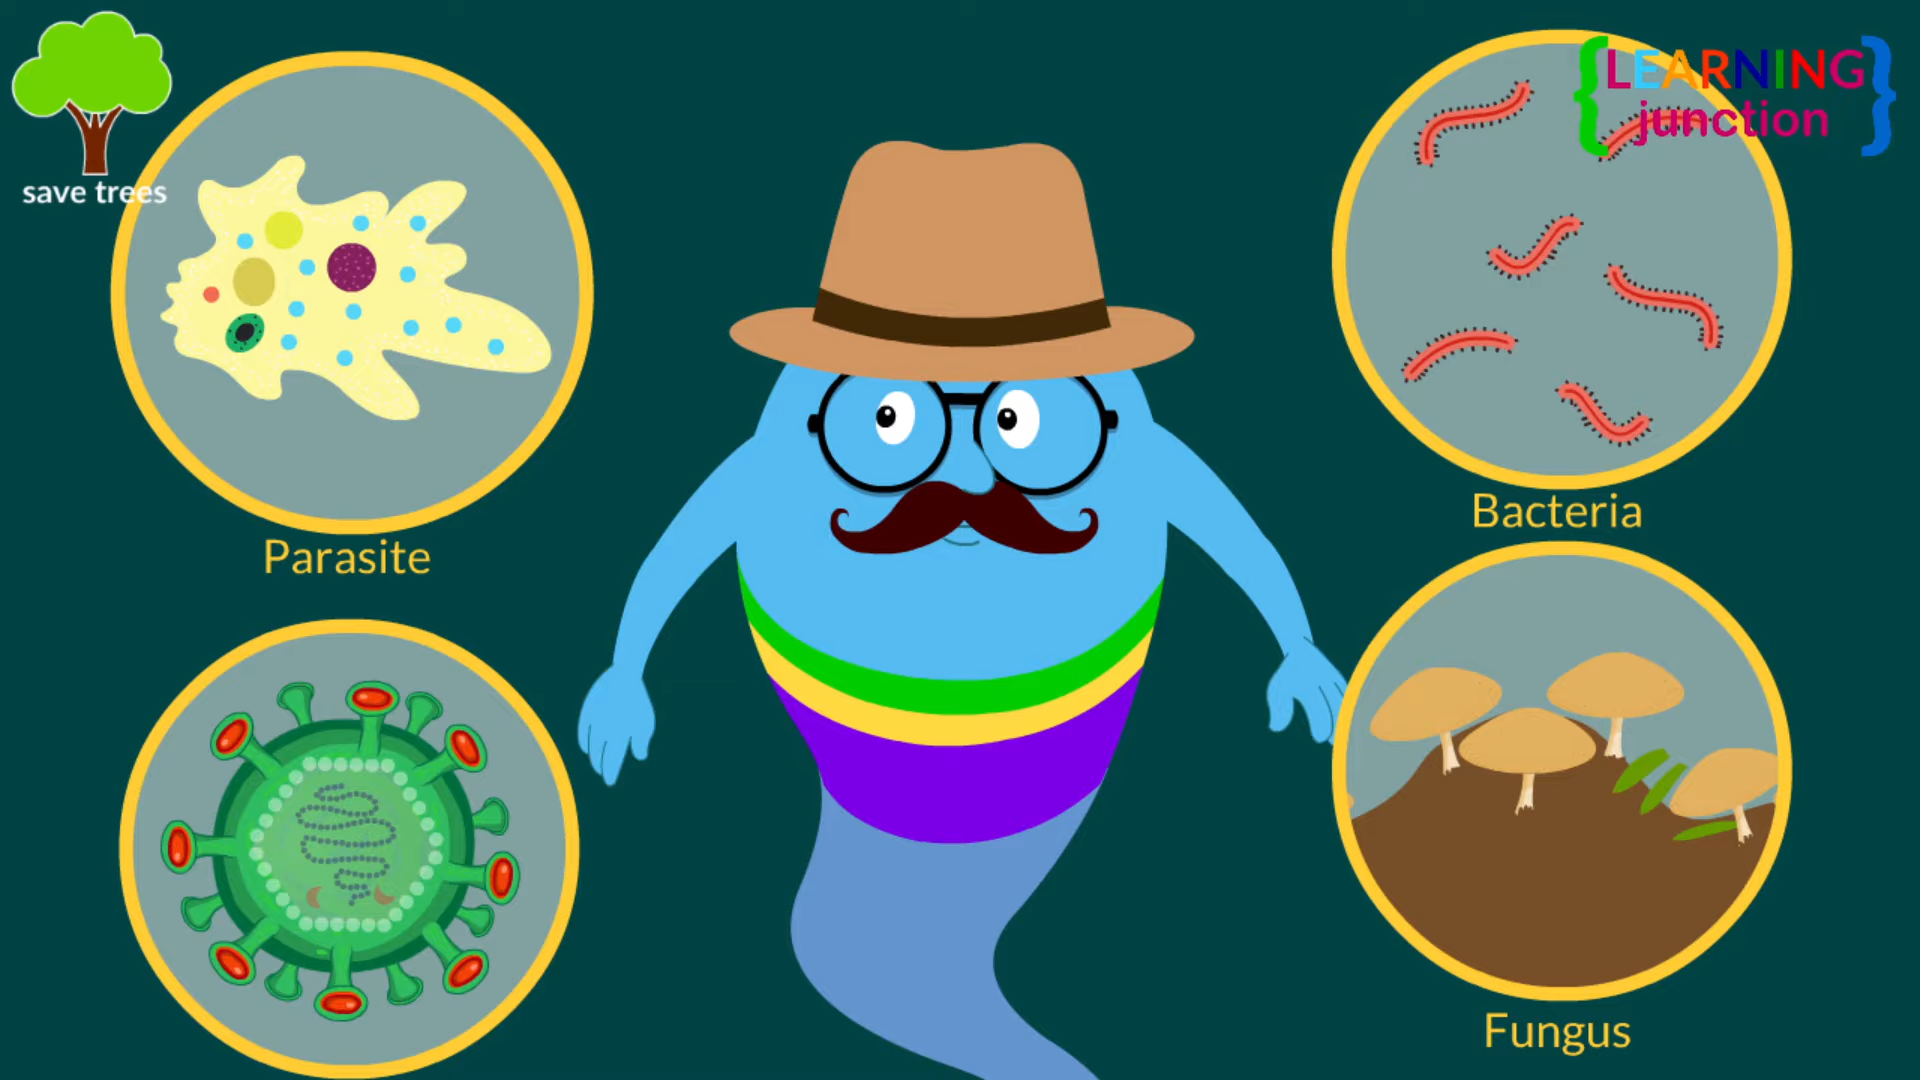 save trees
LEARNING
junction
Parasite
Bacteria
Fungus